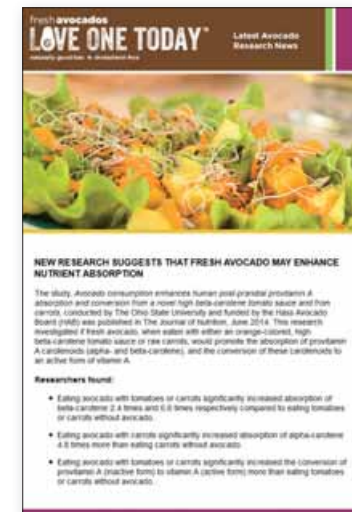 fresh avocados
LOVE ONE TODAY
naturally good fats + cholesterol free
Latest Avocado
Research News
NEW RESEARCH SUGGESTS THAT FRESH AVOCADO MAY ENHANCE
NUTRIENT ABSORPTION
The study, Avocado consumption enhances human post-prandial provitamin A
absorption and conversion from a novel high beta-carotene tomato sauce and from
carrots, conducted by The Ohio State University and funded by the Hass Avocado
Board (HAB) was published in The Journal of Nutrition, June 2014. This research
investigated if fresh avocado, when eaten with either an orange-colored, high
beta-carotene tomato sauce or raw carrots, would promote the absorption of provitamin
A carotenoids (alpha- and beta-carotene), and the conversion of these carotenoids to
an active form of vitamin A.
Researchers found:
• Eating avocado with tomatoes or carrots significantly increased absorption of
beta-carotene 2.4 times and 6.6 times respectively compared to eating tomatoes
or carrots without avocado.
• Eating avocado with carrots significantly increased absorption of alpha-carotene
4.8 times more than eating carrots without avocado.
• Eating avocado with tomatoes or carrots significantly increased the conversion of
provitamin A (inactive form) to vitamin A (active form) more than eating tomatoes
or carrots without avocado.